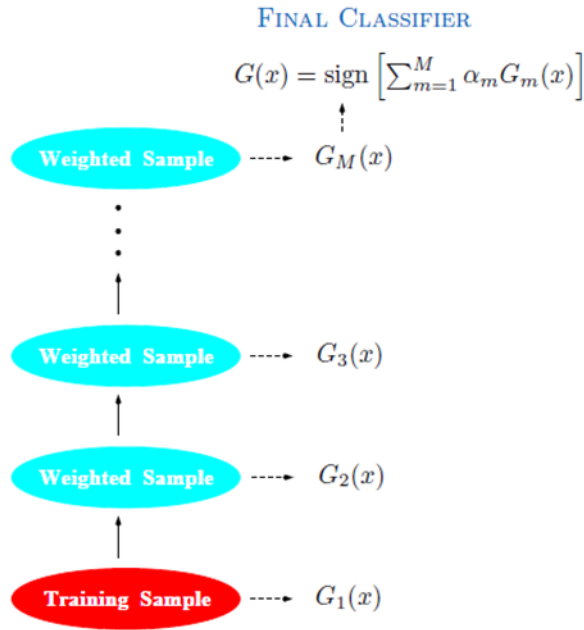 FINAL CLASSIFIER
G(x) = sign [∑_{m=1}^{M} α_m G_m(x)]
Weighted Sample G_M(x)
Weighted Sample G_3(x)
Weighted Sample G_2(x)
Training Sample G_1(x)